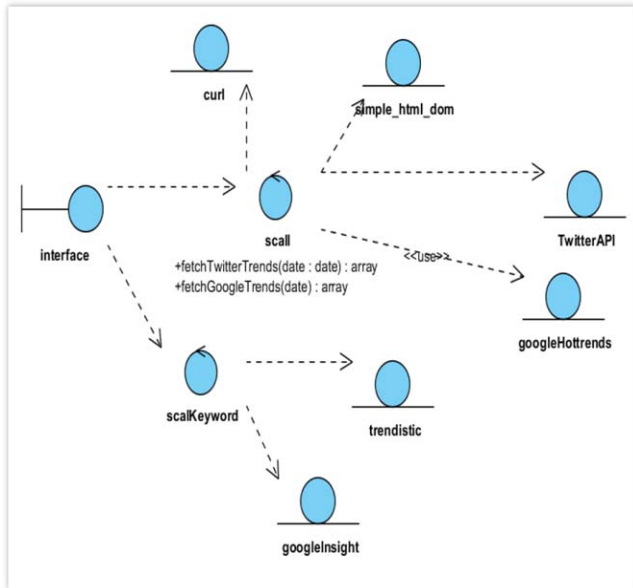 curl
simple_html_dom
interface
scall
TwitterAPI
+fetchTwitterTrends(date : date) : array
<<use>>
+fetchGoogleTrends(date) : array
googleHottrends
scalKeyword
trendistic
googleInsight